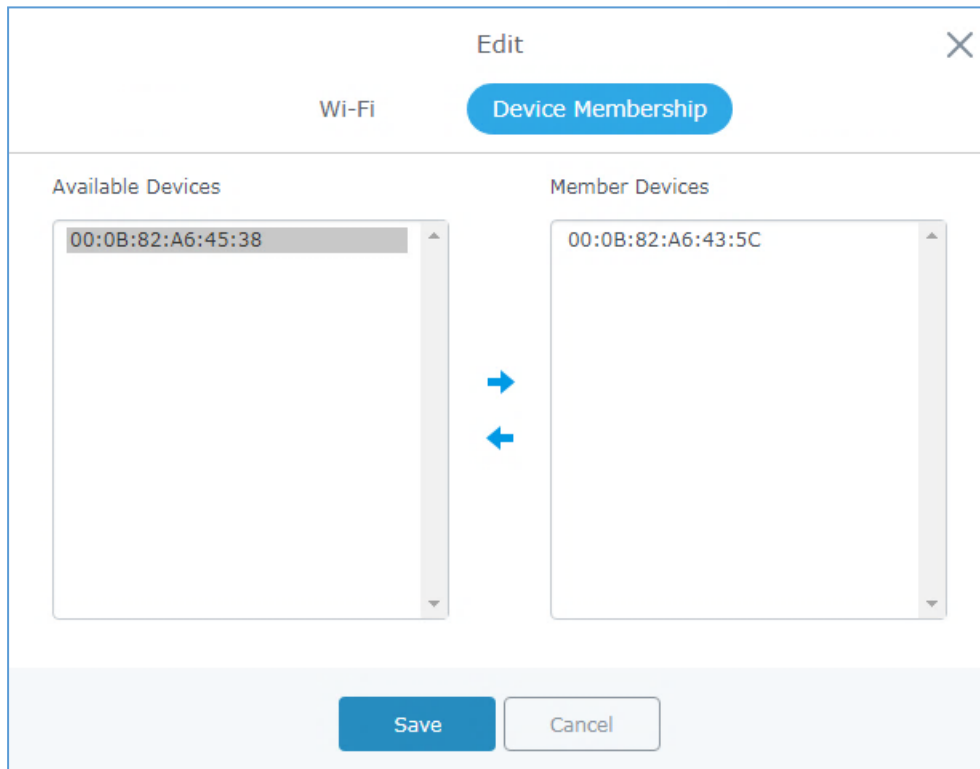 Edit
Wi-Fi
Device Membership
Available Devices
Member Devices
00:0B:82:A6:45:38
00:0B:82:A6:43:5C
Save
Cancel